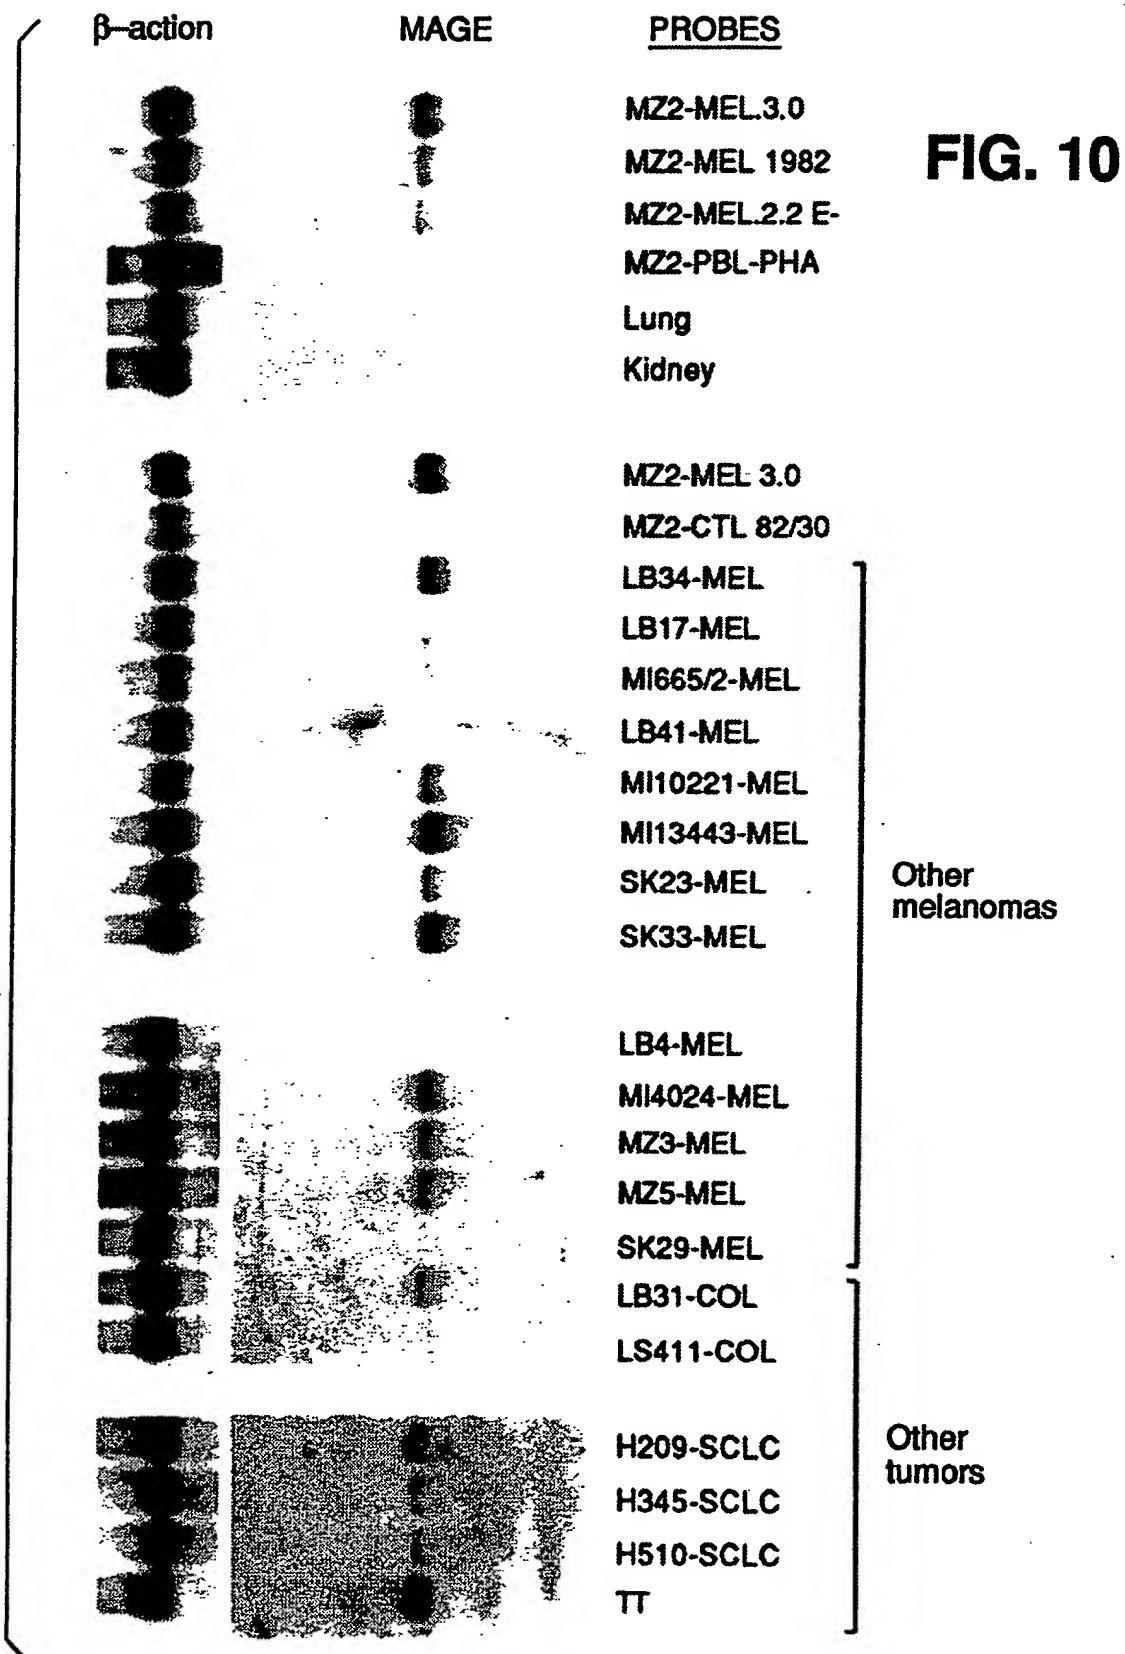 β–action MAGE PROBES
MZ2-MEL.3.0
FIG. 10
MZ2-MEL 1982
MZ2-MEL.2.2 E-
MZ2-PBL-PHA
Lung
Kidney
MZ2-MEL 3.0
MZ2-CTL 82/30
LB34-MEL
LB17-MEL
MI665/2-MEL
LB41-MEL
MI10221-MEL
MI13443-MEL
SK23-MEL
SK33-MEL
Other
melanomas
LB4-MEL
MI4024-MEL
MZ3-MEL
MZ5-MEL
SK29-MEL
LB31-COL
LS411-COL
H209-SCLC
H345-SCLC
H510-SCLC
TT
Other
tumors